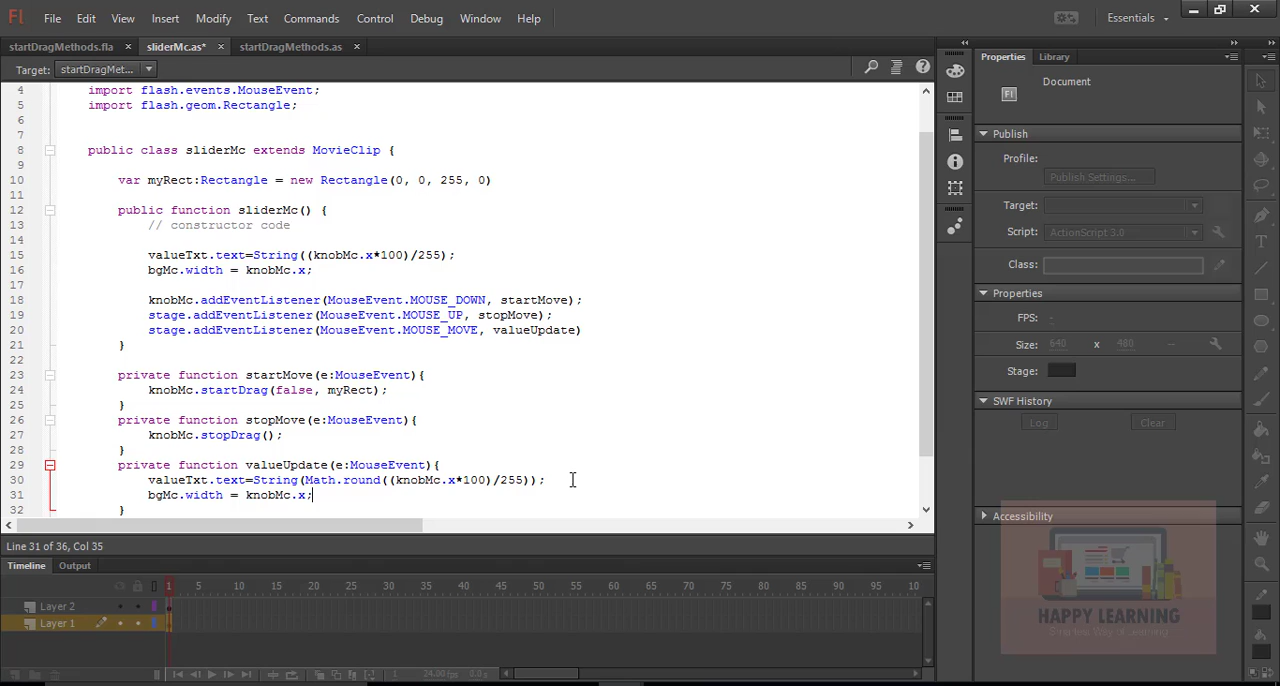 Fl File Edit View Insert Modify Text Commands Control Debug Window Help Essentials
startDragMethods.fla × sliderMc.as* × startDragMethods.as ×
Target: startDragMet...
4 import flash.events.MouseEvent;
5 import flash.geom.Rectangle;
6
7
8 public class sliderMc extends MovieClip {
9
10 var myRect:Rectangle = new Rectangle(0, 0, 255, 0)
11
12 public function sliderMc() {
13 // constructor code
14
15 valueTxt.text=String((knobMc.x*100)/255);
16 bgMc.width = knobMc.x;
17
18 knobMc.addEventListener(MouseEvent.MOUSE_DOWN, startMove);
19 stage.addEventListener(MouseEvent.MOUSE_UP, stopMove);
20 stage.addEventListener(MouseEvent.MOUSE_MOVE, valueUpdate)
21 }
22
23 private function startMove(e:MouseEvent){
24 knobMc.startDrag(false, myRect);
25 }
26 private function stopMove(e:MouseEvent){
27 knobMc.stopDrag();
28 }
29 private function valueUpdate(e:MouseEvent){
30 valueTxt.text=String(Math.round((knobMc.x*100)/255));
31 bgMc.width = knobMc.x;
32 }
Line 31 of 36, Col 35
Timeline Output
1 5 10 15 20 25 30 35 40 45 50 55 60 65 70 75 80 85 90 95 10
Layer 2
Layer 1
1 24.00 fps 0.0 s
Properties Library
Fl Document
Publish
Profile:
Publish Settings...
Target:
Script: ActionScript 3.0
Class:
Properties
FPS: -
Size: 640 x 480
Stage:
SWF History
Log Clear
Accessibility
HAPPY LEARNING